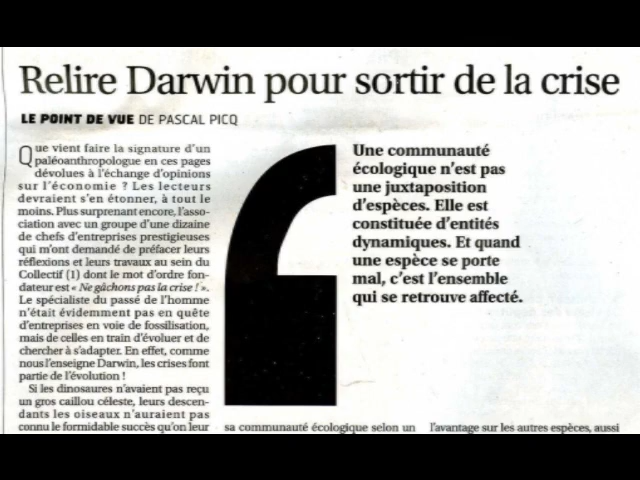 Relire Darwin pour sortir de la crise
LE POINT DE VUE DE PASCAL PICQ
Que vient faire la signature d'un
paléoanthropologue en ces pages
dévolues à l'échange d'opinions
sur l'économie ? Les lecteurs
devraient s'en étonner, à tout le
moins. Plus surprenant encore, l'asso-
ciation avec un groupe d'une dizaine
de chefs d'entreprises prestigieuses
qui m'ont demandé de préfacer leurs
réflexions et leurs travaux au sein du
Collectif (1) dont le mot d'ordre fon-
dateur est « Ne gâchons pas la crise ! ».
Le spécialiste du passé de l'homme
n'était évidemment pas en quête
d'entreprises en voie de fossilisation,
mais de celles en train d'évoluer et de
chercher à s'adapter. En effet, comme
nous l'enseigne Darwin, les crises font
partie de l'évolution !
Si les dinosaures n'avaient pas reçu
un gros caillou céleste, leurs descen-
dants les oiseaux n'auraient pas
connu le formidable succès qu'on leur
Une communauté
écologique n'est pas
une juxtaposition
d'espèces. Elle est
constituée d'entités
dynamiques. Et quand
une espèce se porte
mal, c'est l'ensemble
qui se retrouve affecté.
sa communauté écologique selon un
l'avantage sur les autres espèces, aussi